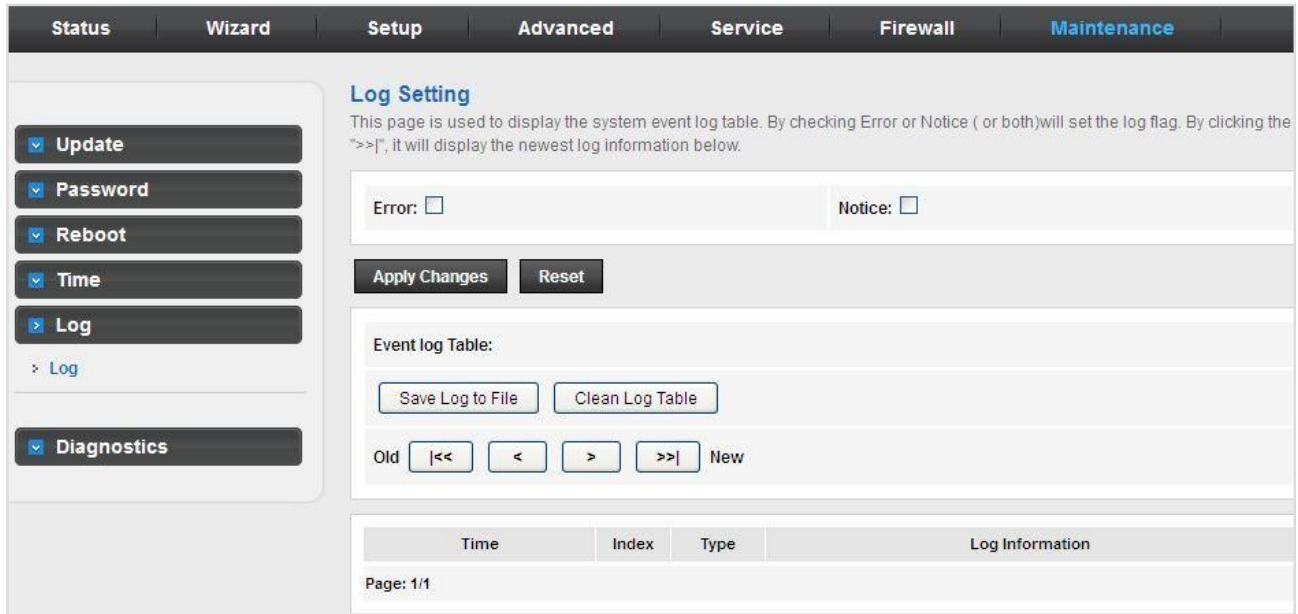 Status Wizard Setup Advanced Service Firewall Maintenance
Update
Password
Reboot
Time
Log
> Log
Diagnostics
Log Setting
This page is used to display the system event log table. By checking Error or Notice ( or both)will set the log flag. By clicking the
">>|", it will display the newest log information below.
Error: Notice:
Apply Changes Reset
Event log Table:
Save Log to File Clean Log Table
Old |<< < > >>| New
Time Index Type Log Information
Page: 1/1